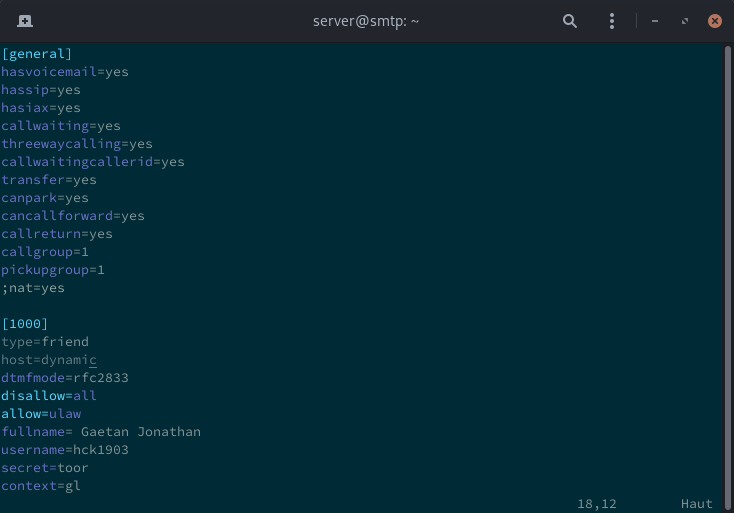 server@smtp: ~
[general]
hasvoicemail=yes
hassip=yes
hasiax=yes
callwaiting=yes
threewaycalling=yes
callwaitingcallerid=yes
transfer=yes
canpark=yes
cancallforward=yes
callreturn=yes
callgroup=1
pickupgroup=1
;nat=yes
[1000]
type=friend
host=dynamic
dtmfmode=rfc2833
disallow=all
allow=ulaw
fullname= Gaetan Jonathan
username=hck1903
secret=toor
context=gl
18,12 Haut